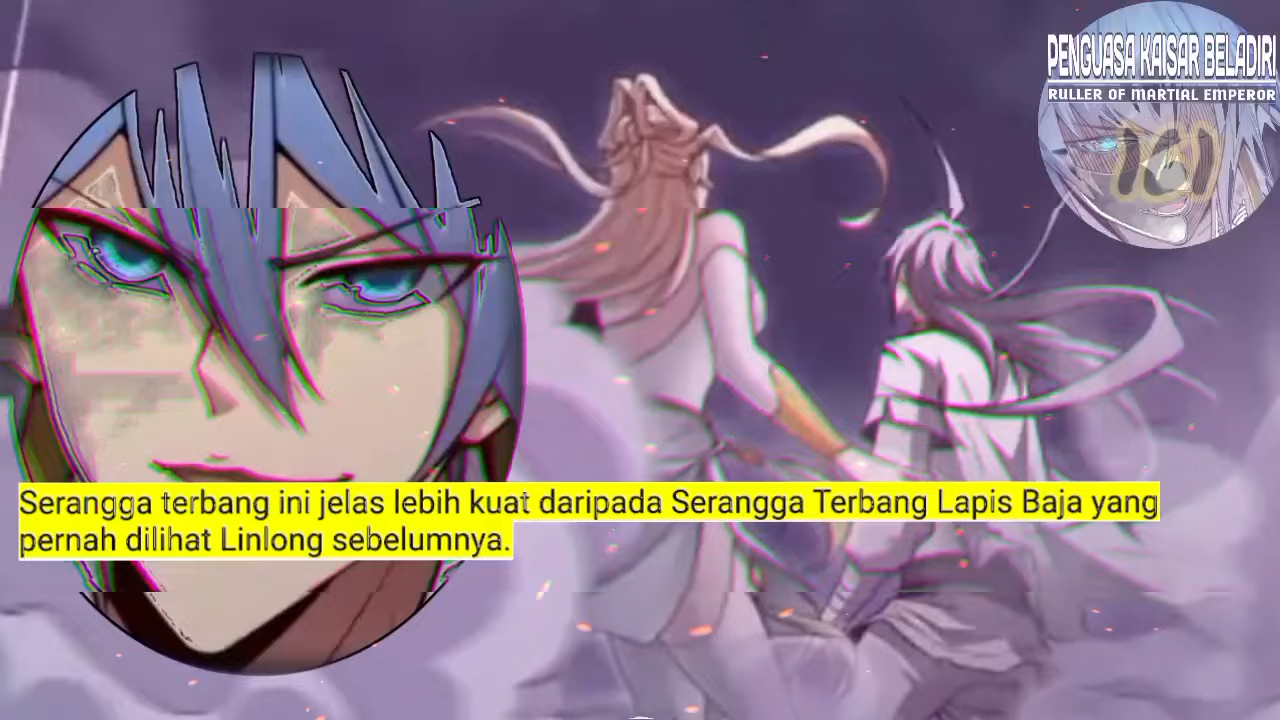 PENGUASA KAISAR BELADIRI
RULLER OF MARTIAL EMPEROR
161
Serangga terbang ini jelas lebih kuat daripada Serangga Terbang Lapis Baja yang
pernah dilihat Linlong sebelumnya.